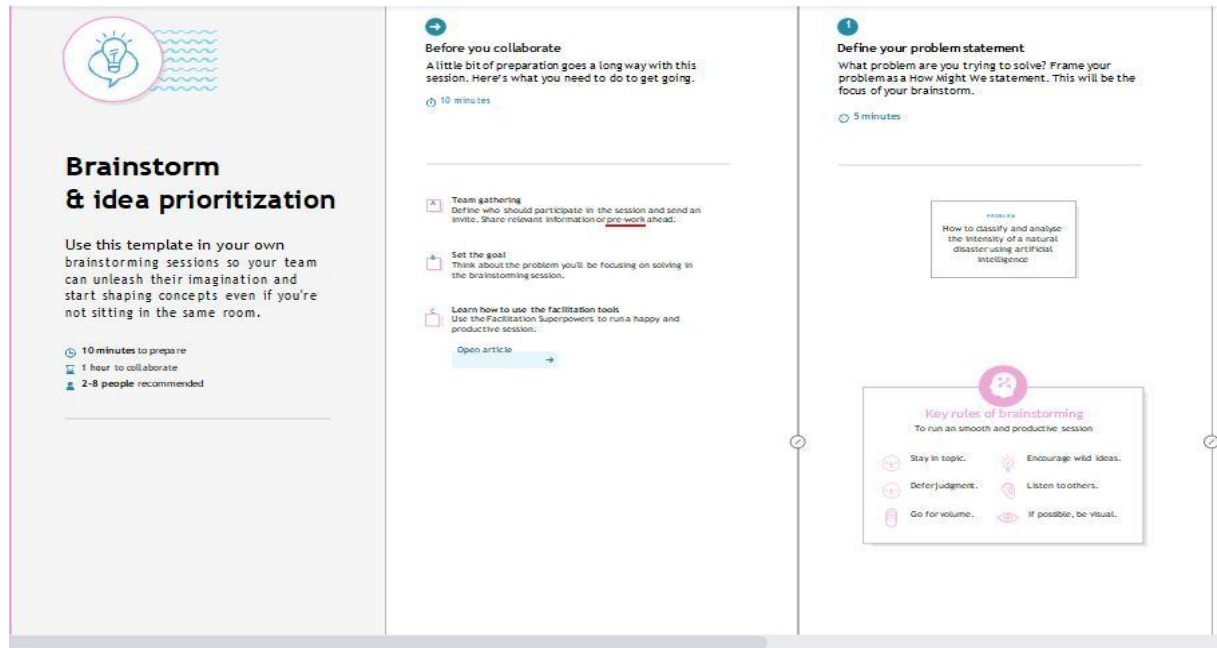 Brainstorm
& idea prioritization
Use this template in your own
brainstorming sessions so your team
can unleash their imagination and
start shaping concepts even if you're
not sitting in the same room.
10 minutes to prepare
1 hour to collaborate
2-8 people recommended
Before you collaborate
A little bit of preparation goes a long way with this
session. Here's what you need to do to get going.
10 minutes
A
Team gathering
Define who should participate in the session and send an
invite. Share relevant information or pre-work ahead.
B
Set the goal
Think about the problem you'll be focusing on solving in
the brainstorming session.
C
Learn how to use the facilitation tools
Use the Facilitation Superpowers to run a happy and
productive session.
Open article
1
Define your problem statement
What problem are you trying to solve? Frame your
problem as a How Might We statement. This will be the
focus of your brainstorm.
5 minutes
PROBLEM
How to classify and analyse
the intensity of a natural
disaster using artificial
intelligence
Key rules of brainstorming
To run an smooth and productive session
Stay in topic.
Encourage wild ideas.
Defer judgment.
Listen to others.
Go for volume.
If possible, be visual.